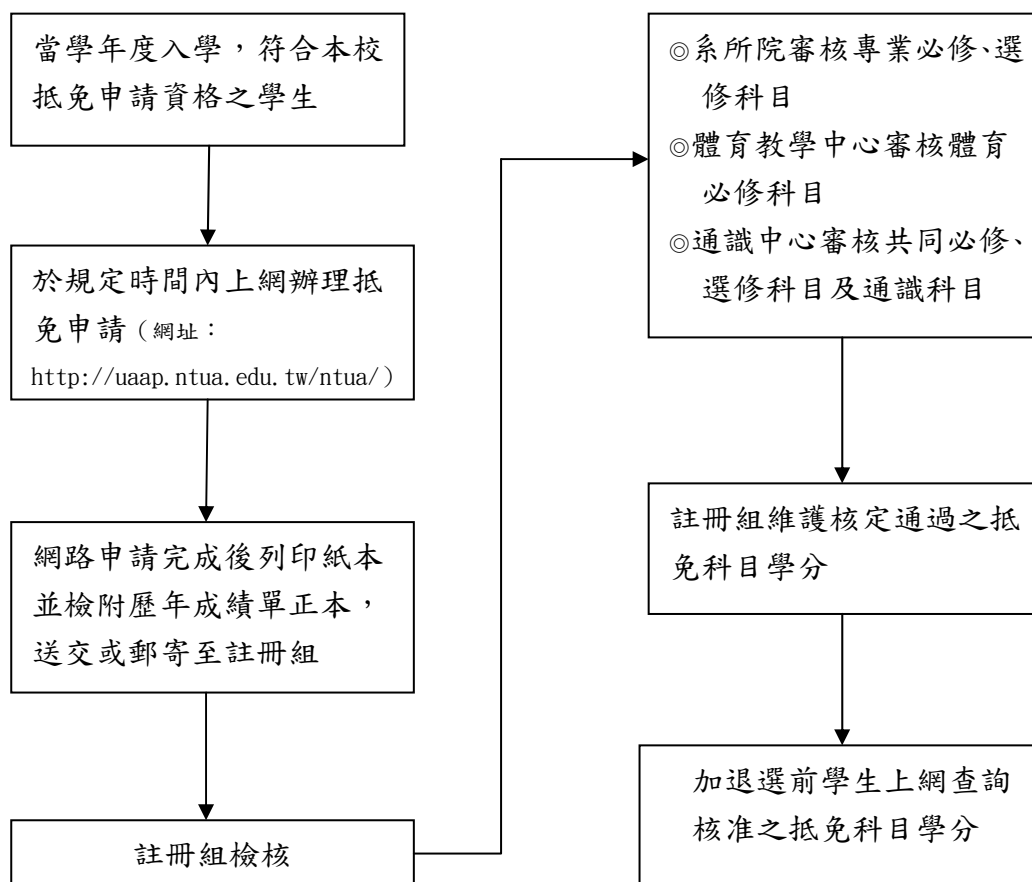 當學年度入學，符合本校
抵免申請資格之學生
於規定時間內上網辦理抵
免申請（網址：
http://uaap.ntua.edu.tw/ntua/）
網路申請完成後列印紙本
並檢附歷年成績單正本，
送交或郵寄至註冊組
註冊組檢核
◎系所院審核專業必修、選
修科目
◎體育教學中心審核體育
必修科目
◎通識中心審核共同必修、
選修科目及通識科目
註冊組維護核定通過之抵
免科目學分
加退選前學生上網查詢
核准之抵免科目學分